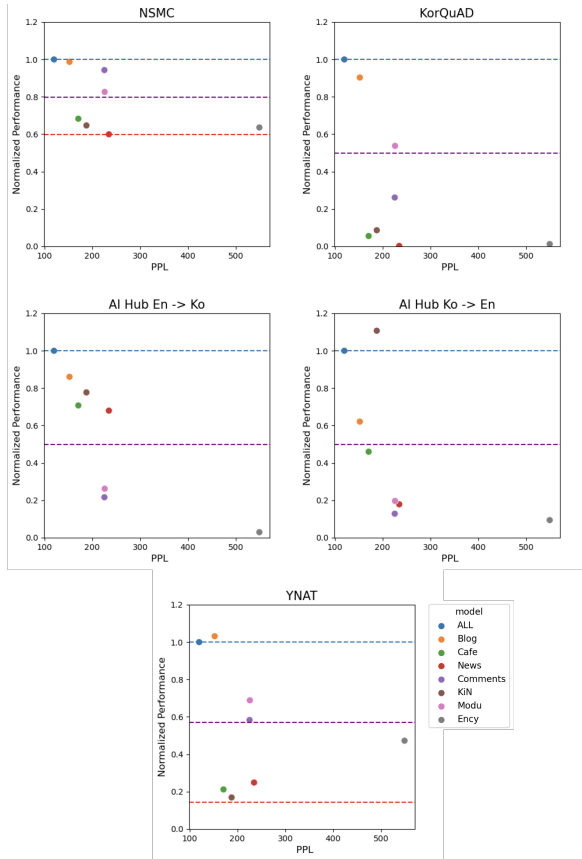 NSMC
1.2
1.0
0.8
0.6
0.4
0.2
0.0
Normalized Performance
100 200 300 400 500
PPL
KorQuAD
1.2
1.0
0.8
0.6
0.4
0.2
0.0
Normalized Performance
100 200 300 400 500
PPL
AI Hub En -> Ko
1.2
1.0
0.8
0.6
0.4
0.2
0.0
Normalized Performance
100 200 300 400 500
PPL
AI Hub Ko -> En
1.2
1.0
0.8
0.6
0.4
0.2
0.0
Normalized Performance
100 200 300 400 500
PPL
YNAT
1.2
1.0
0.8
0.6
0.4
0.2
0.0
Normalized Performance
100 200 300 400 500
PPL
model
ALL
Blog
Cafe
News
Comments
KiN
Modu
Ency